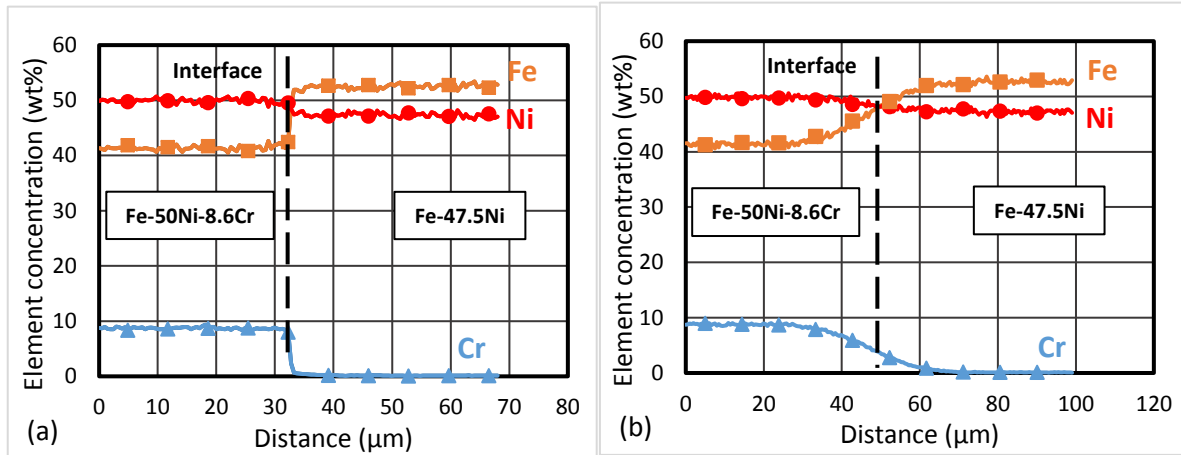 Element concentration (wt%)
60
50
40
30
20
10
0
Interface
Fe
Ni
Fe-50Ni-8.6Cr
Fe-47.5Ni
Cr
0 10 20 30 40 50 60 70 80
(a)
Distance (µm)
Element concentration (wt%)
60
50
40
30
20
10
0
Interface
Fe
Ni
Fe-50Ni-8.6Cr
Fe-47.5Ni
Cr
0 20 40 60 80 100 120
(b)
Distance (µm)